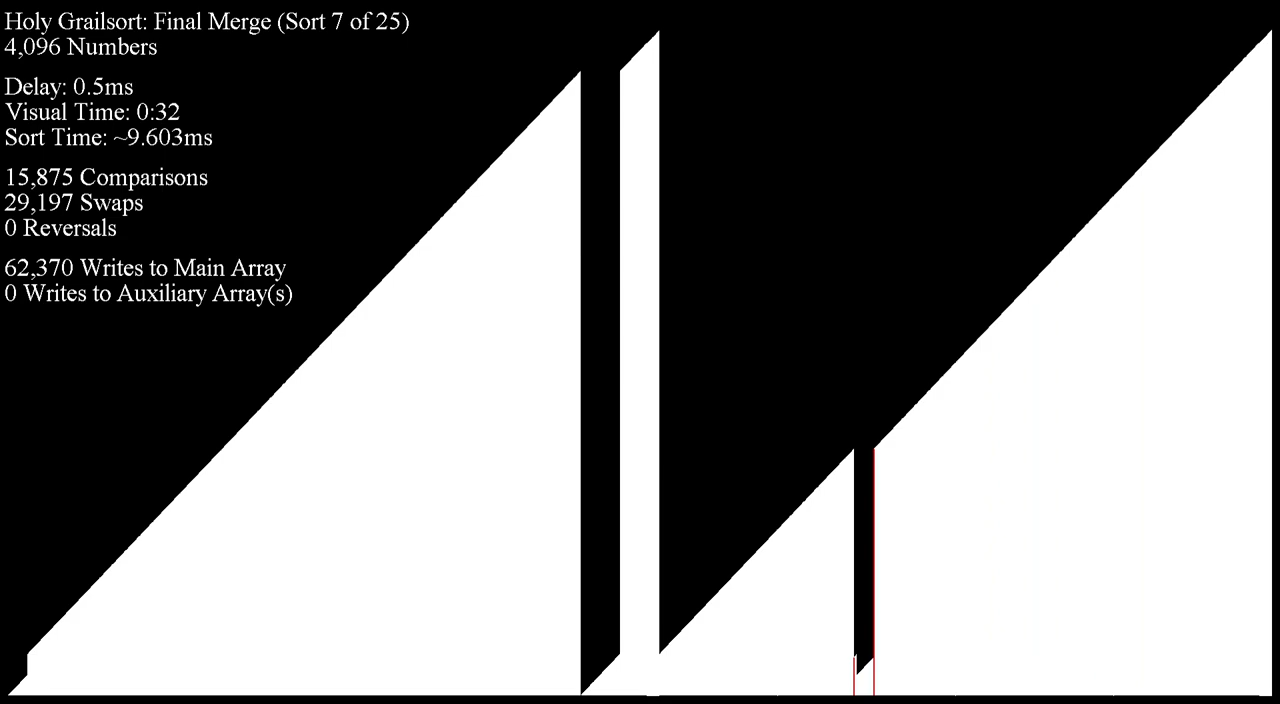 Holy Grailsort: Final Merge (Sort 7 of 25)
4,096 Numbers
Delay: 0.5ms
Visual Time: 0:32
Sort Time: ~9.603ms
15,875 Comparisons
29,197 Swaps
0 Reversals
62,370 Writes to Main Array
0 Writes to Auxiliary Array(s)